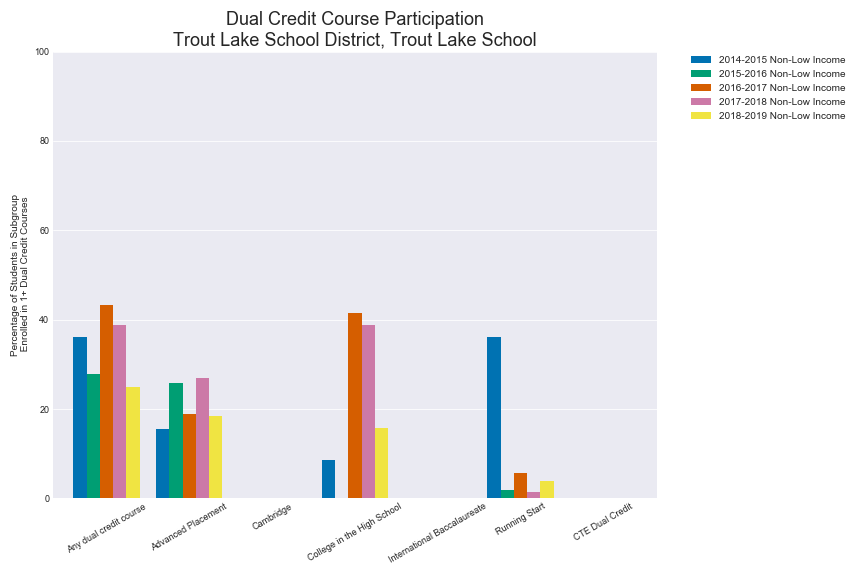 Dual Credit Course Participation
Trout Lake School District, Trout Lake School
2014-2015 Non-Low Income
2015-2016 Non-Low Income
2016-2017 Non-Low Income
2017-2018 Non-Low Income
2018-2019 Non-Low Income
Percentage of Students in Subgroup
Enrolled in 1+ Dual Credit Courses
100
80
60
40
20
0
Any dual credit course
Advanced Placement
Cambridge
College in the High School
International Baccalaureate
Running Start
CTE Dual Credit